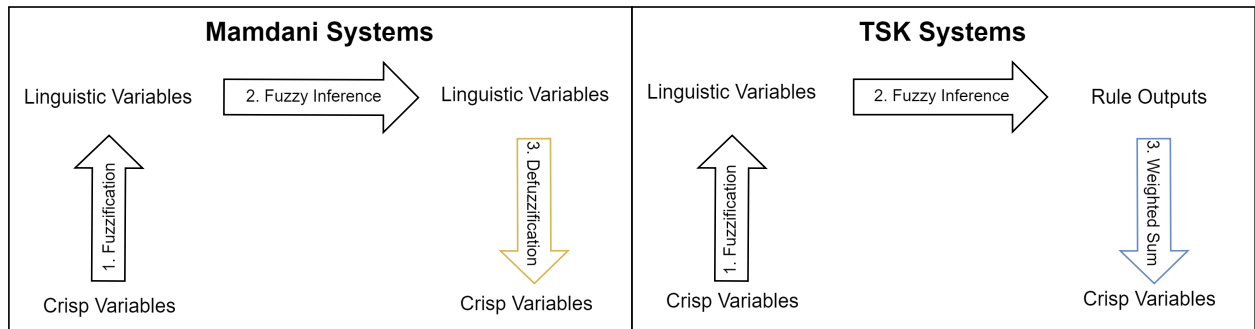 Mamdani Systems
Linguistic Variables
2. Fuzzy Inference
Linguistic Variables
1. Fuzzification
3. Defuzzification
Crisp Variables
Crisp Variables
TSK Systems
Linguistic Variables
2. Fuzzy Inference
Rule Outputs
1. Fuzzification
3. Weighted Sum
Crisp Variables
Crisp Variables